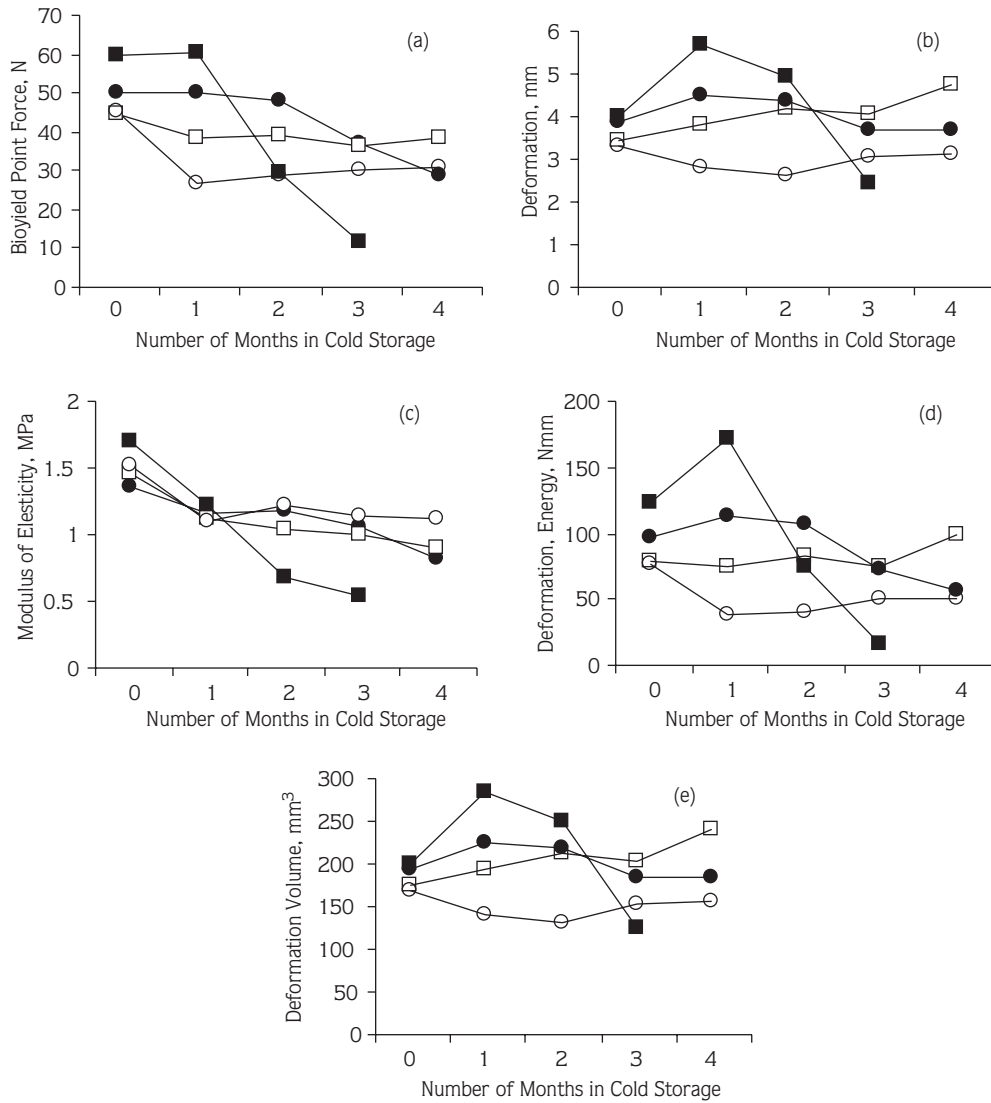 (a)
Bioyield Point Force, N
70
60
50
40
30
20
10
0
0 1 2 3 4
Number of Months in Cold Storage
(b)
Deformation, mm
6
5
4
3
2
1
0
0 1 2 3 4
Number of Months in Cold Storage
(c)
Modulus of Elesticity, MPa
2
1.5
1
0.5
0
0 1 2 3 4
Number of Months in Cold Storage
(d)
Deformation, Energy, Nmm
200
150
100
50
0
0 1 2 3 4
Number of Months in Cold Storage
(e)
Deformation Volume, mm³
300
250
200
150
100
50
0
0 1 2 3 4
Number of Months in Cold Storage